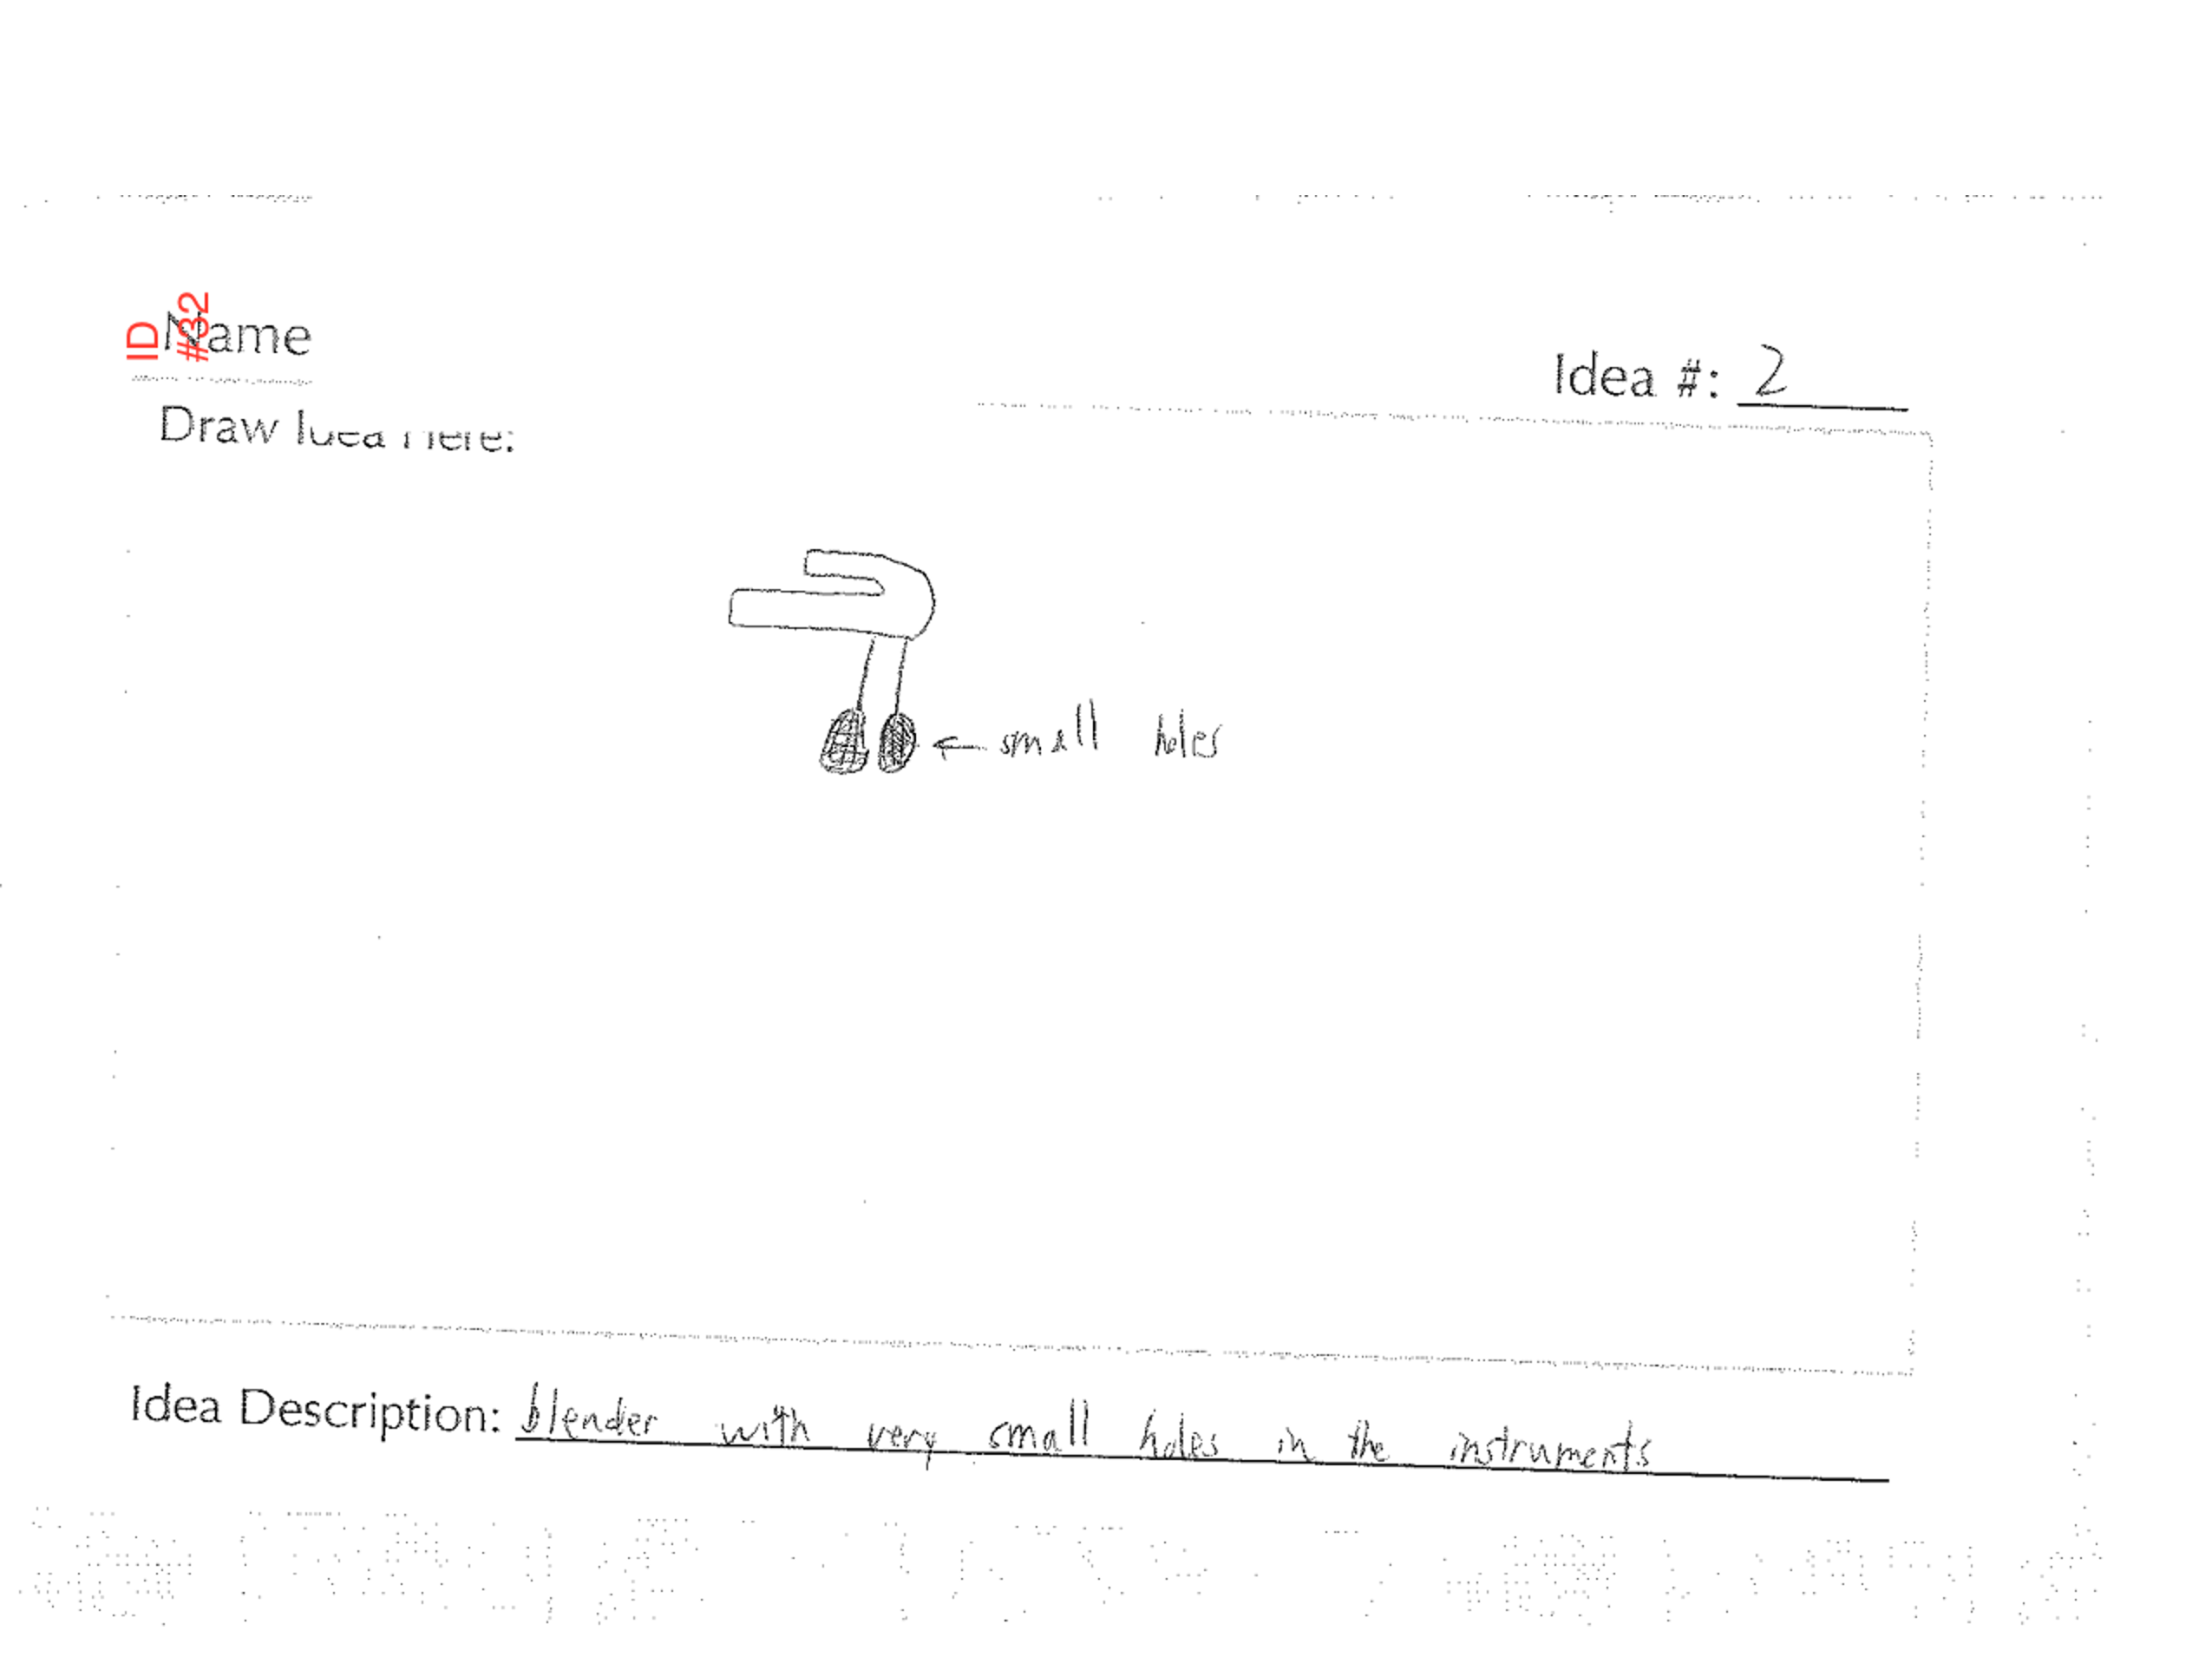 ID
#32
Name
Idea #: 2
Draw Idea Here:
← small holes
Idea Description: blender with very small holes in the instruments